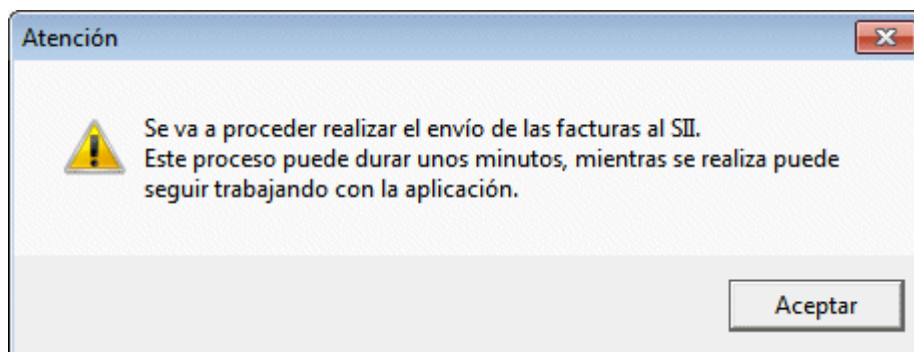 Atención
Se va a proceder realizar el envío de las facturas al SII.
Este proceso puede durar unos minutos, mientras se realiza puede
seguir trabajando con la aplicación.
Aceptar